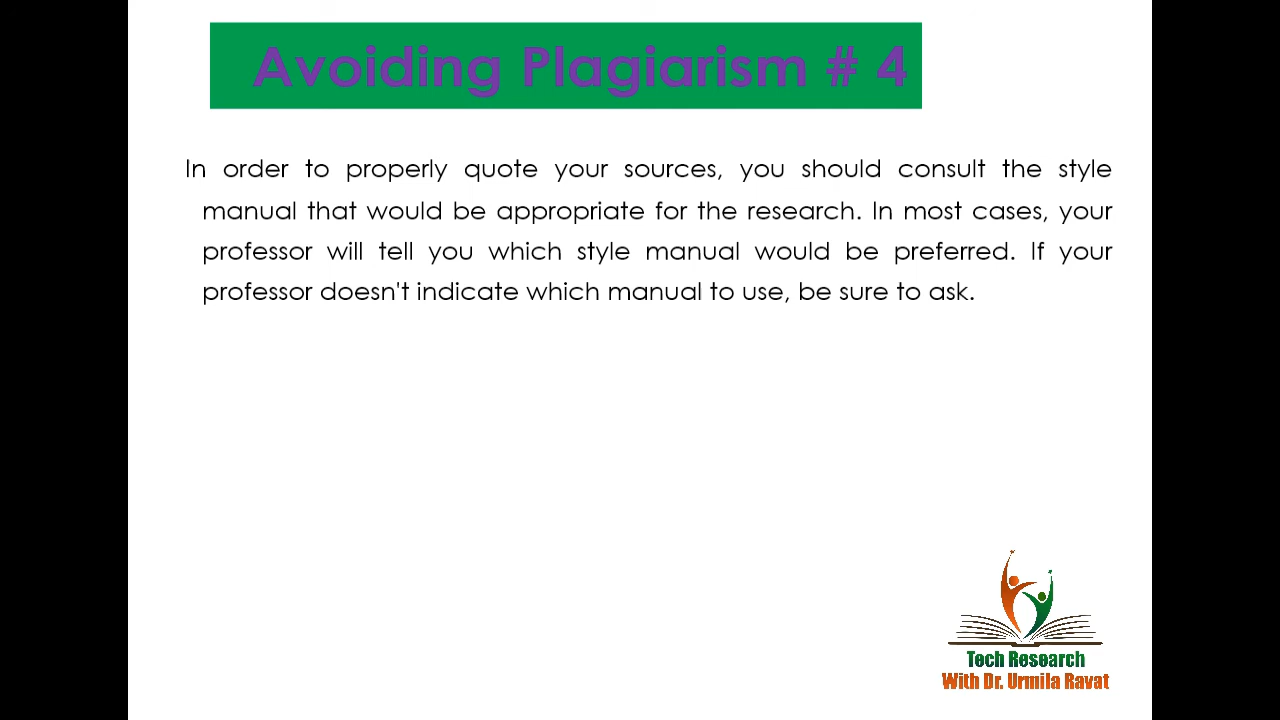 Avoiding Plagiarism # 4
In order to properly quote your sources, you should consult the style
manual that would be appropriate for the research. In most cases, your
professor will tell you which style manual would be preferred. If your
professor doesn't indicate which manual to use, be sure to ask.
Tech Research
With Dr. Urmila Ravat